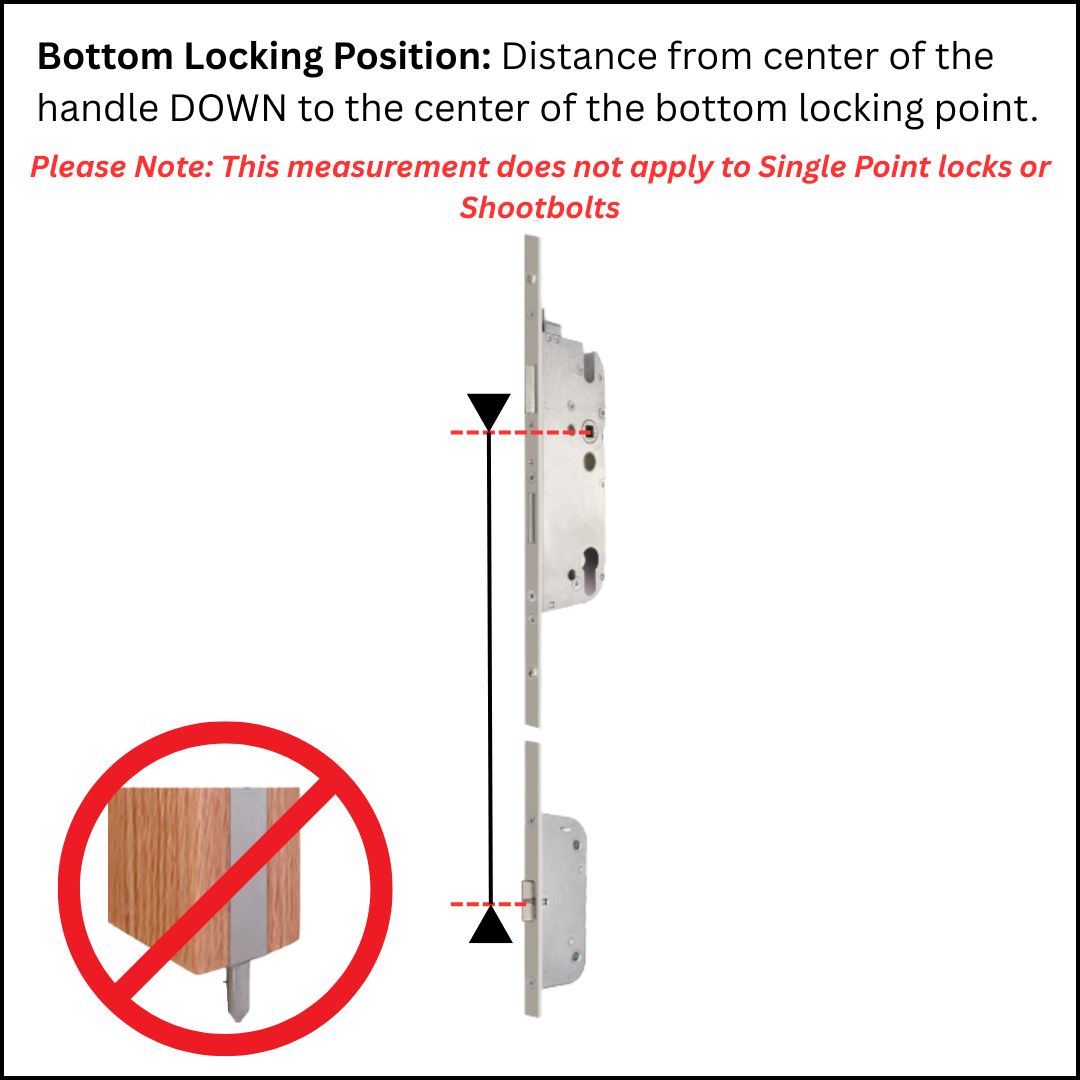 Bottom Locking Position: Distance from center of the
handle DOWN to the center of the bottom locking point.
Please Note: This measurement does not apply to Single Point locks or
Shootbolts